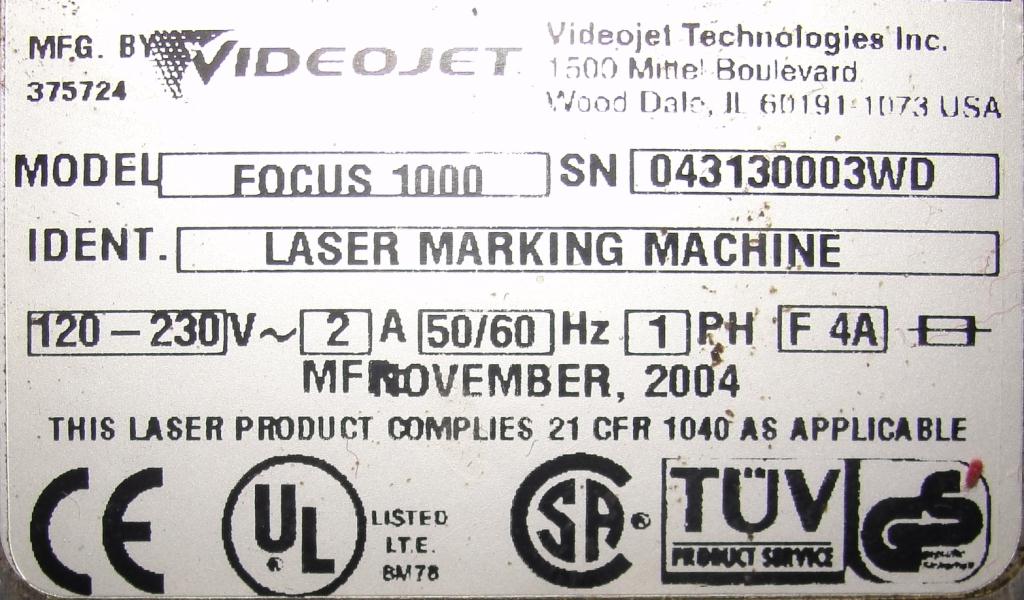 MFG. BY VIDEOJET Videojet Technologies Inc.
375724 1500 Mittel Boulevard
Wood Dale, IL 60191-1073 USA
MODEL FOCUS 1000 SN 043130003WD
IDENT. LASER MARKING MACHINE
120 – 230 V ~ 2 A 50/60 Hz 1 PH F 4A
NOVEMBER, 2004
THIS LASER PRODUCT COMPLIES 21 CFR 1040 AS APPLICABLE
CE UL ® LISTED I.T.E. 8M78 SA ® TÜV PRODUCT SERVICE GS